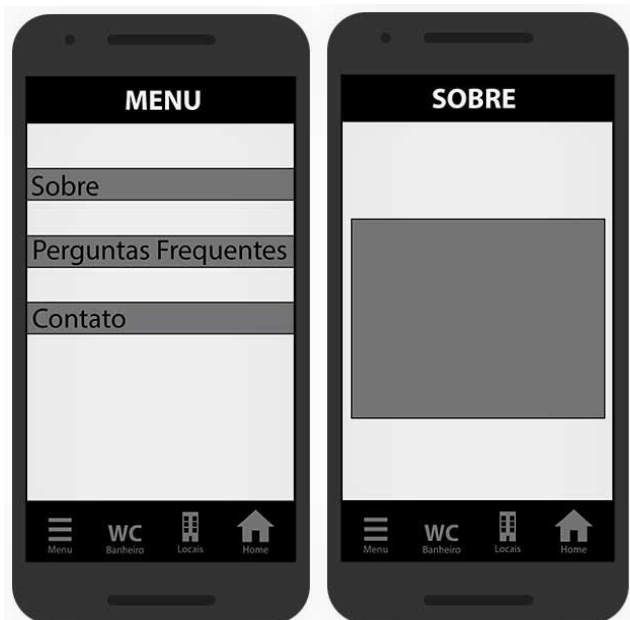 MENU
Sobre
Perguntas Frequentes
Contato
WC
Menu Banheiro Locais Home
SOBRE
WC
Menu Banheiro Locais Home